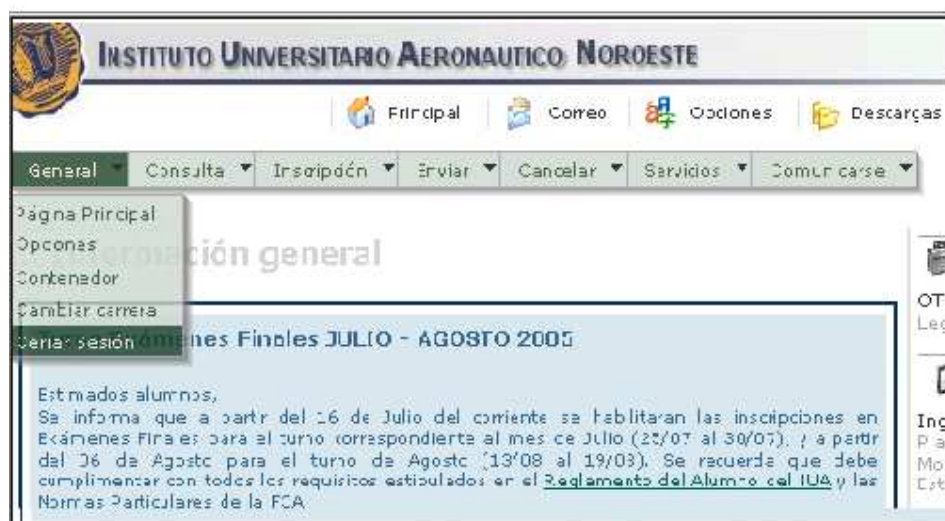 INSTITUTO UNIVERSITARIO AERONAUTICO NOROESTE
Principal Correo Opciones Descargas
General Consulta Inscripción Enviar Cancelar Servicios Comunicarse
Página Principal
Opciones
Contenedor
Cambiar carrera
Cerrar sesión
Información general
Exámenes Finales JULIO - AGOSTO 2005
Estimados alumnos,
Se informa que a partir del 16 de Julio del corriente se habilitaran las inscripciones en
Exámenes Finales para el turno correspondiente al mes de Julio (25/07 al 30/07), y a partir
del 06 de Agosto para el turno de Agosto (13/08 al 19/08). Se recuerda que debe
cumplimentar con todos los requisitos estipulados en el Reglamento del Alumno del IUA y las
Normas Particulares de la FCA
OT
Leg
Ing
Mo
Est